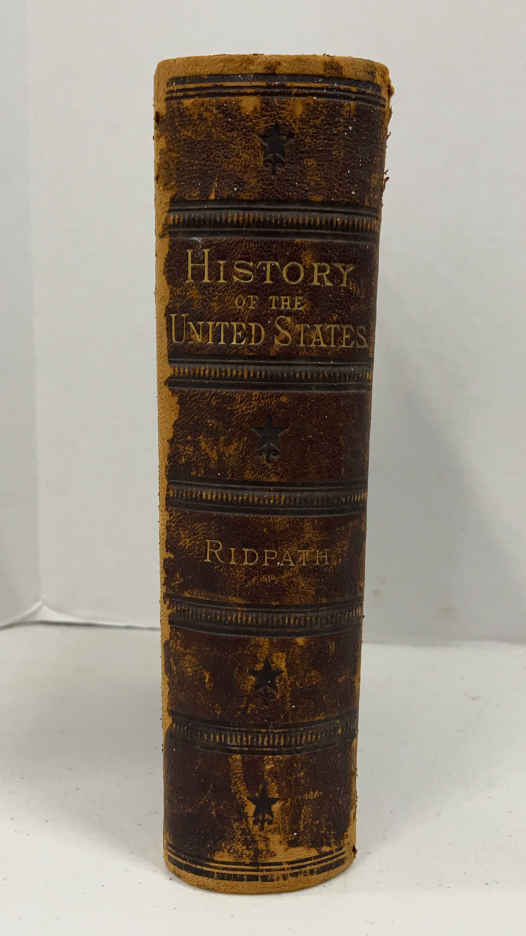 HISTORY
OF THE
UNITED STATES.
RIDPATH.